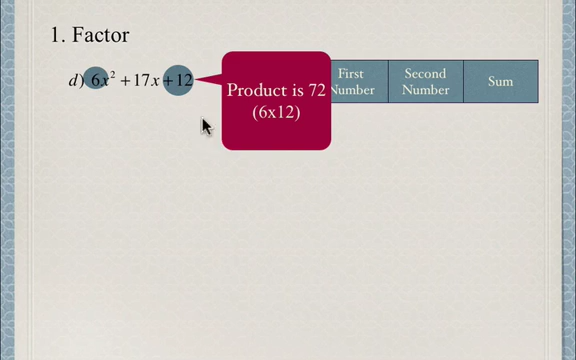 1. Factor
d) 6x² + 17x + 12
Product is 72
(6x12)
First
Number
Second
Number
Sum